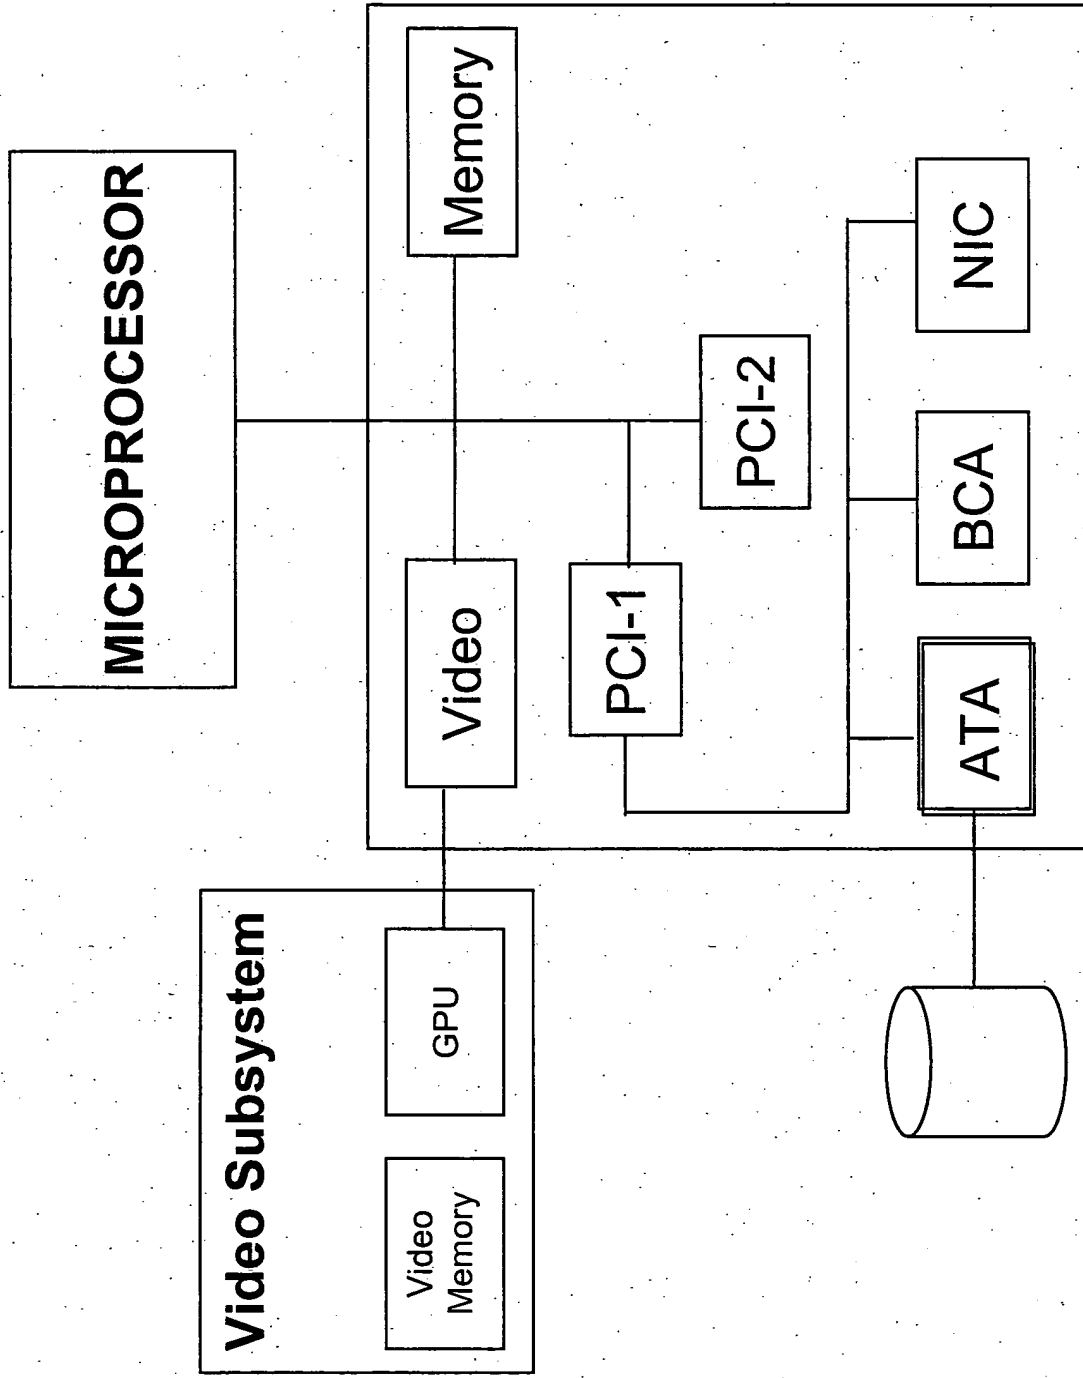 MICROPROCESSOR
Video Subsystem
Video
Memory
GPU
Video
Memory
PCI-1
PCI-2
ATA
BCA
NIC